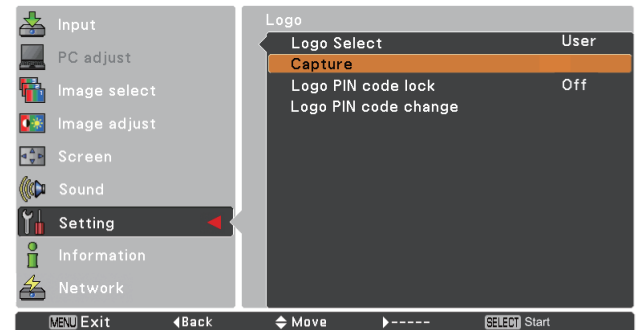 Input
PC adjust
Image select
Image adjust
Screen
Sound
Setting
Information
Network
Logo
Logo Select User
Capture
Logo PIN code lock Off
Logo PIN code change
MENU Exit Back Move ----- SELECT Start